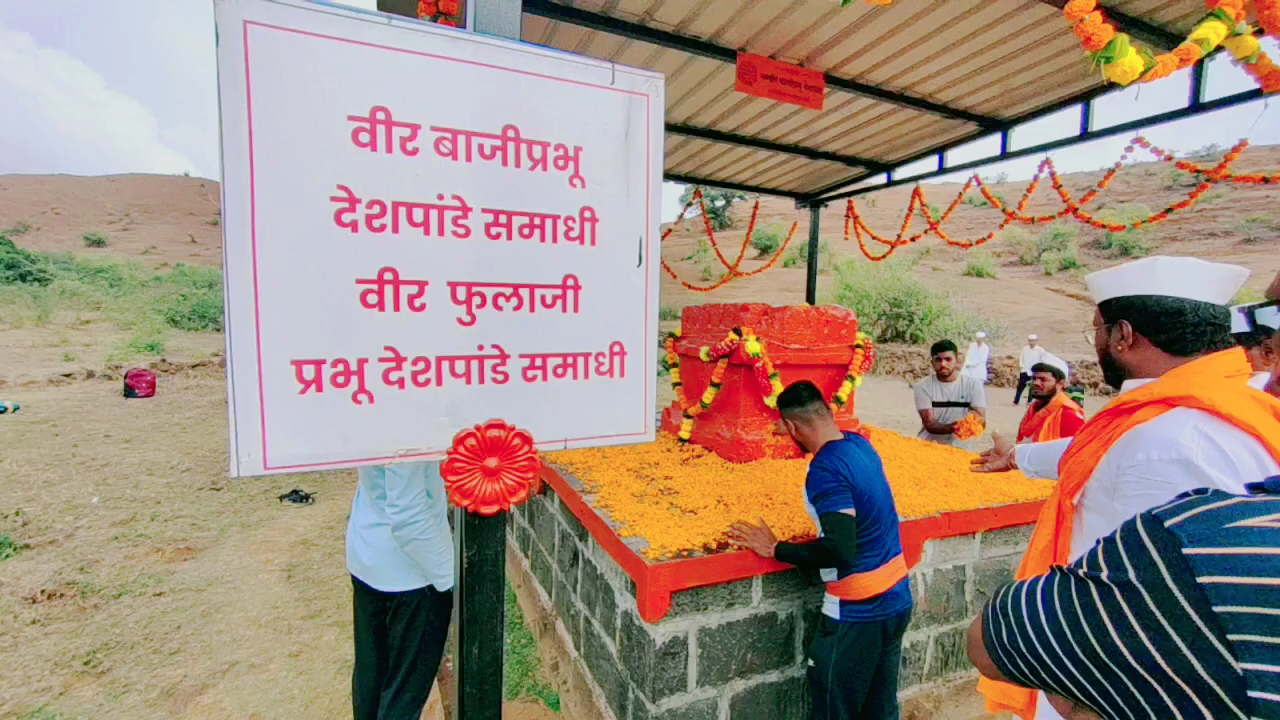 वीर बाजीप्रभू
देशपांडे समाधी
वीर फुलाजी
प्रभू देशपांडे समाधी